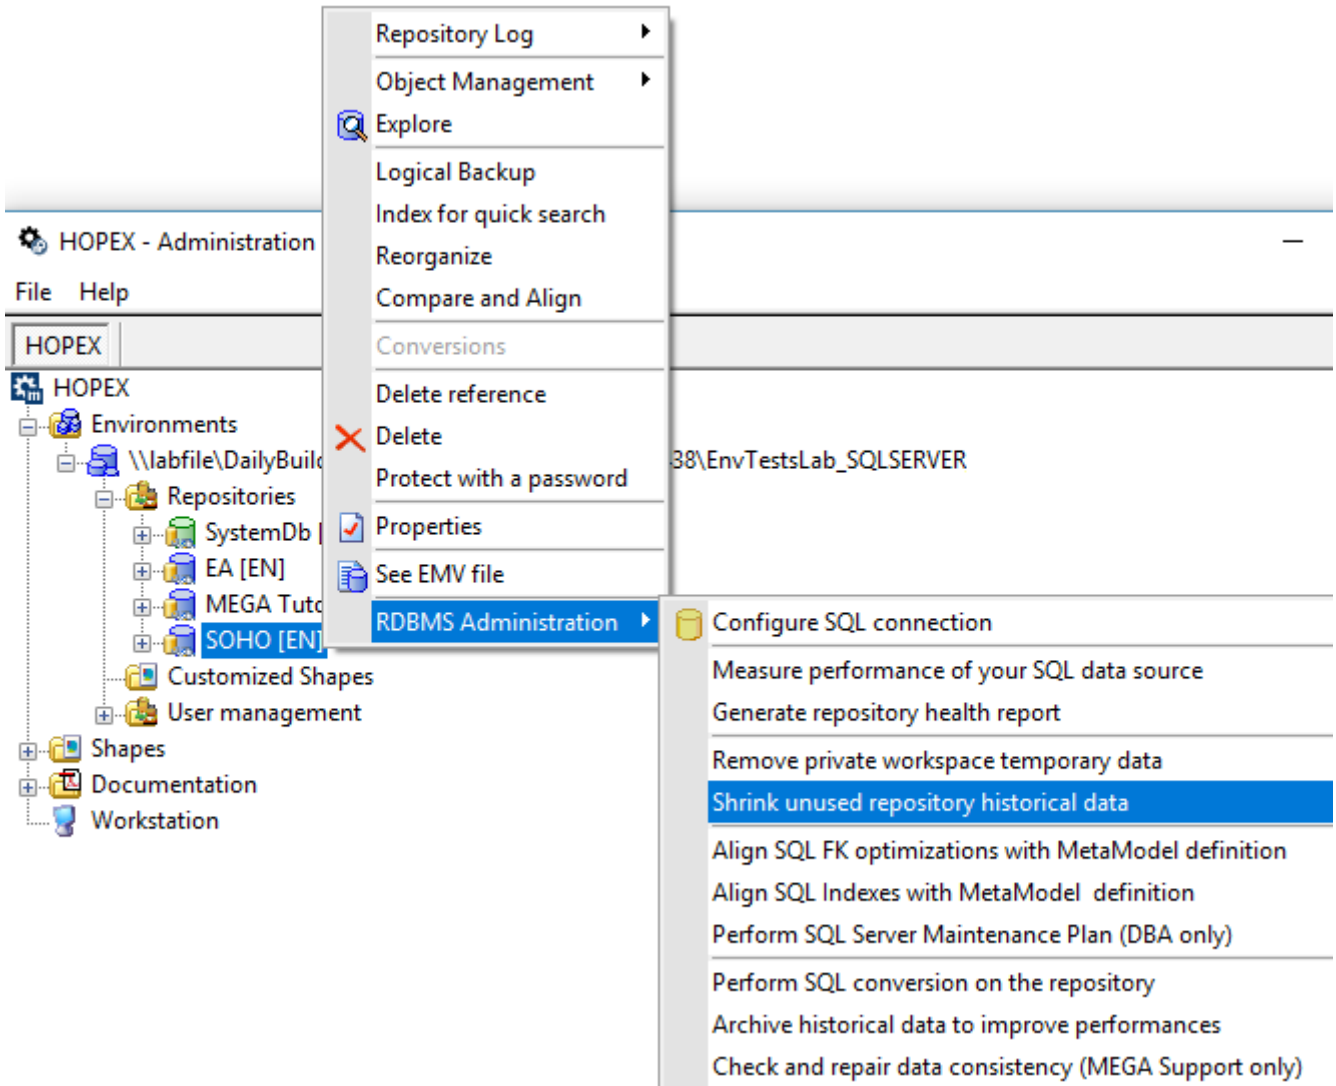 Repository Log
Object Management
Explore
Logical Backup
Index for quick search
Reorganize
Compare and Align
Conversions
Delete reference
Delete
Protect with a password
Properties
See EMV file
RDBMS Administration
HOPEX - Administration
File Help
HOPEX
HOPEX
Environments
\\labfile\DailyBuild 38\EnvTestsLab_SQLSERVER
Repositories
SystemDb [
EA [EN]
MEGA Tuto
SOHO [EN]
Customized Shapes
User management
Shapes
Documentation
Workstation
Configure SQL connection
Measure performance of your SQL data source
Generate repository health report
Remove private workspace temporary data
Shrink unused repository historical data
Align SQL FK optimizations with MetaModel definition
Align SQL Indexes with MetaModel  definition
Perform SQL Server Maintenance Plan (DBA only)
Perform SQL conversion on the repository
Archive historical data to improve performances
Check and repair data consistency (MEGA Support only)